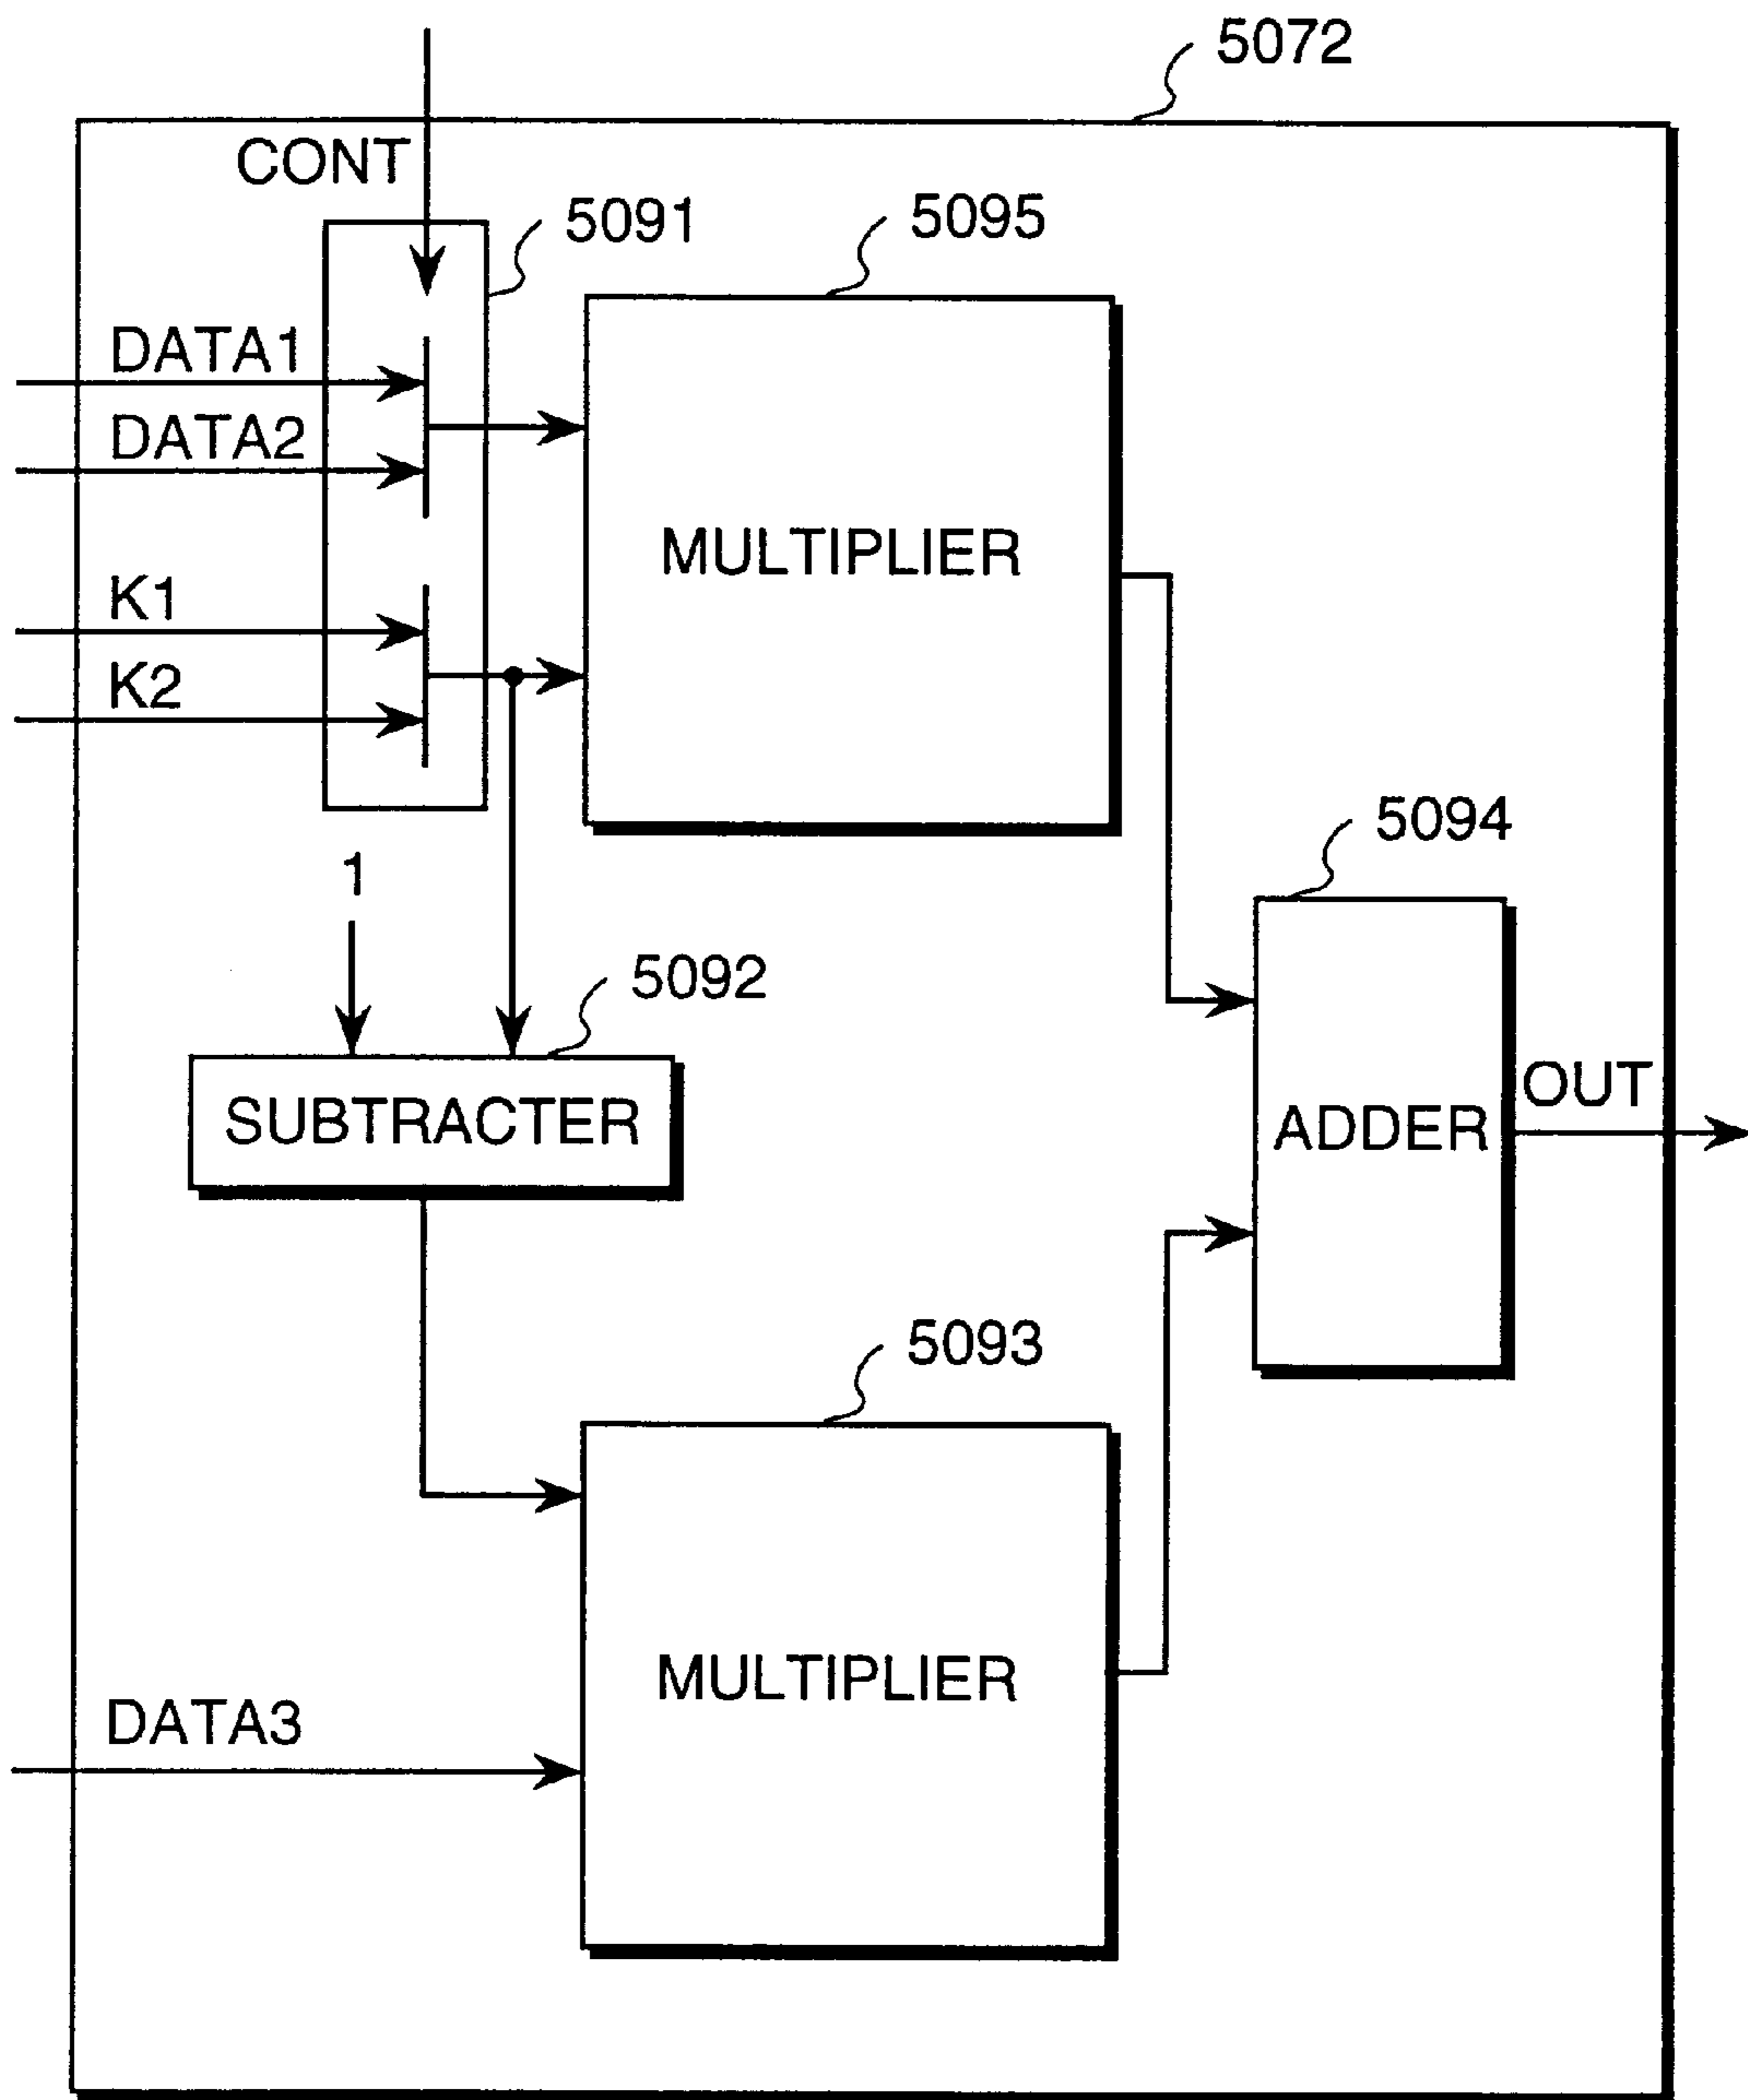 5072
CONT
5091
5095
DATA1
DATA2
MULTIPLIER
K1
K2
5094
1
5092
SUBTRACTER
OUT
ADDER
5093
MULTIPLIER
DATA3